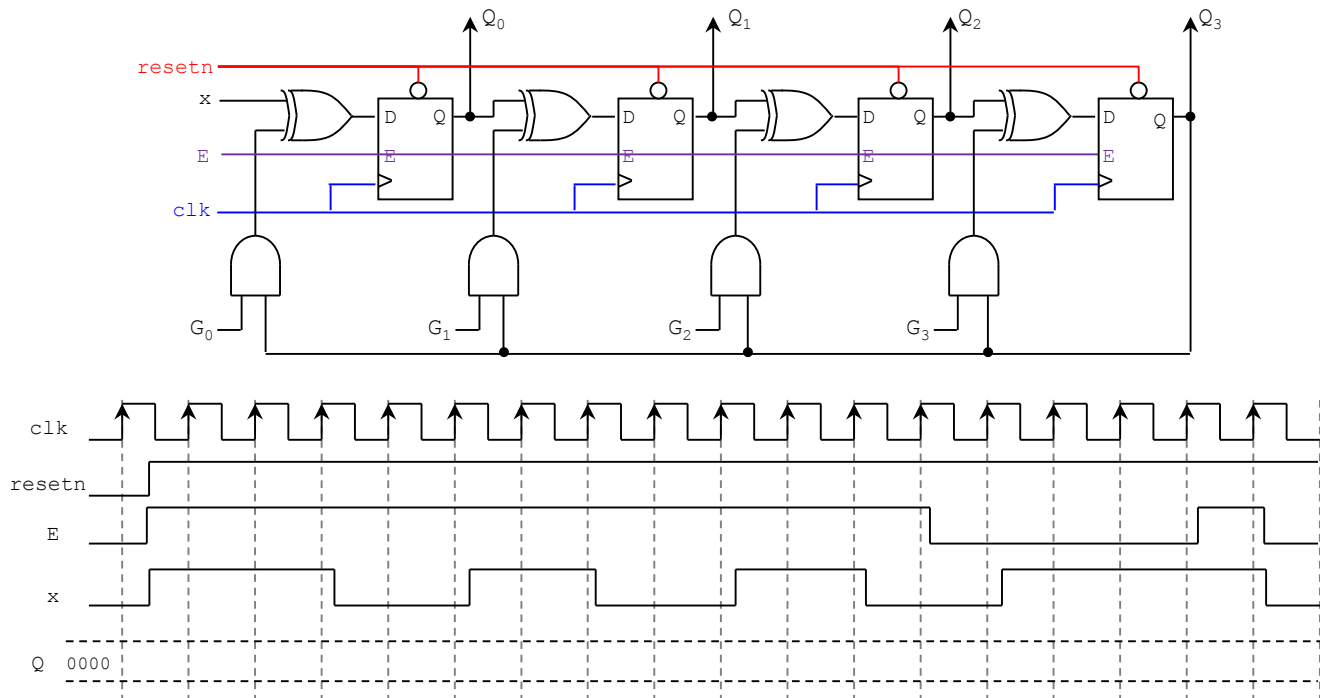 Q0 Q1 Q2 Q3
resetn
x
D Q D Q D Q D Q
E E E E E
clk
G0 G1 G2 G3
clk
resetn
E
x
Q 0000